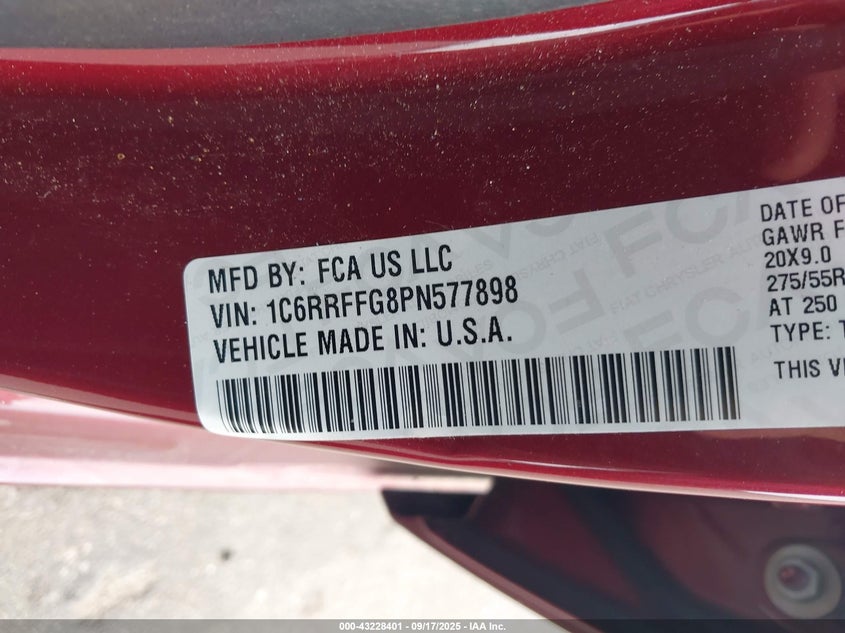 MFD BY: FCA US LLC
VIN: 1C6RRFFG8PN577898
VEHICLE MADE IN: U.S.A.
DATE OF
GAWR F
20X9.0
275/55R
AT 250
TYPE: T
THIS VE
000-43228401 - 09/17/2025 - IAA Inc.